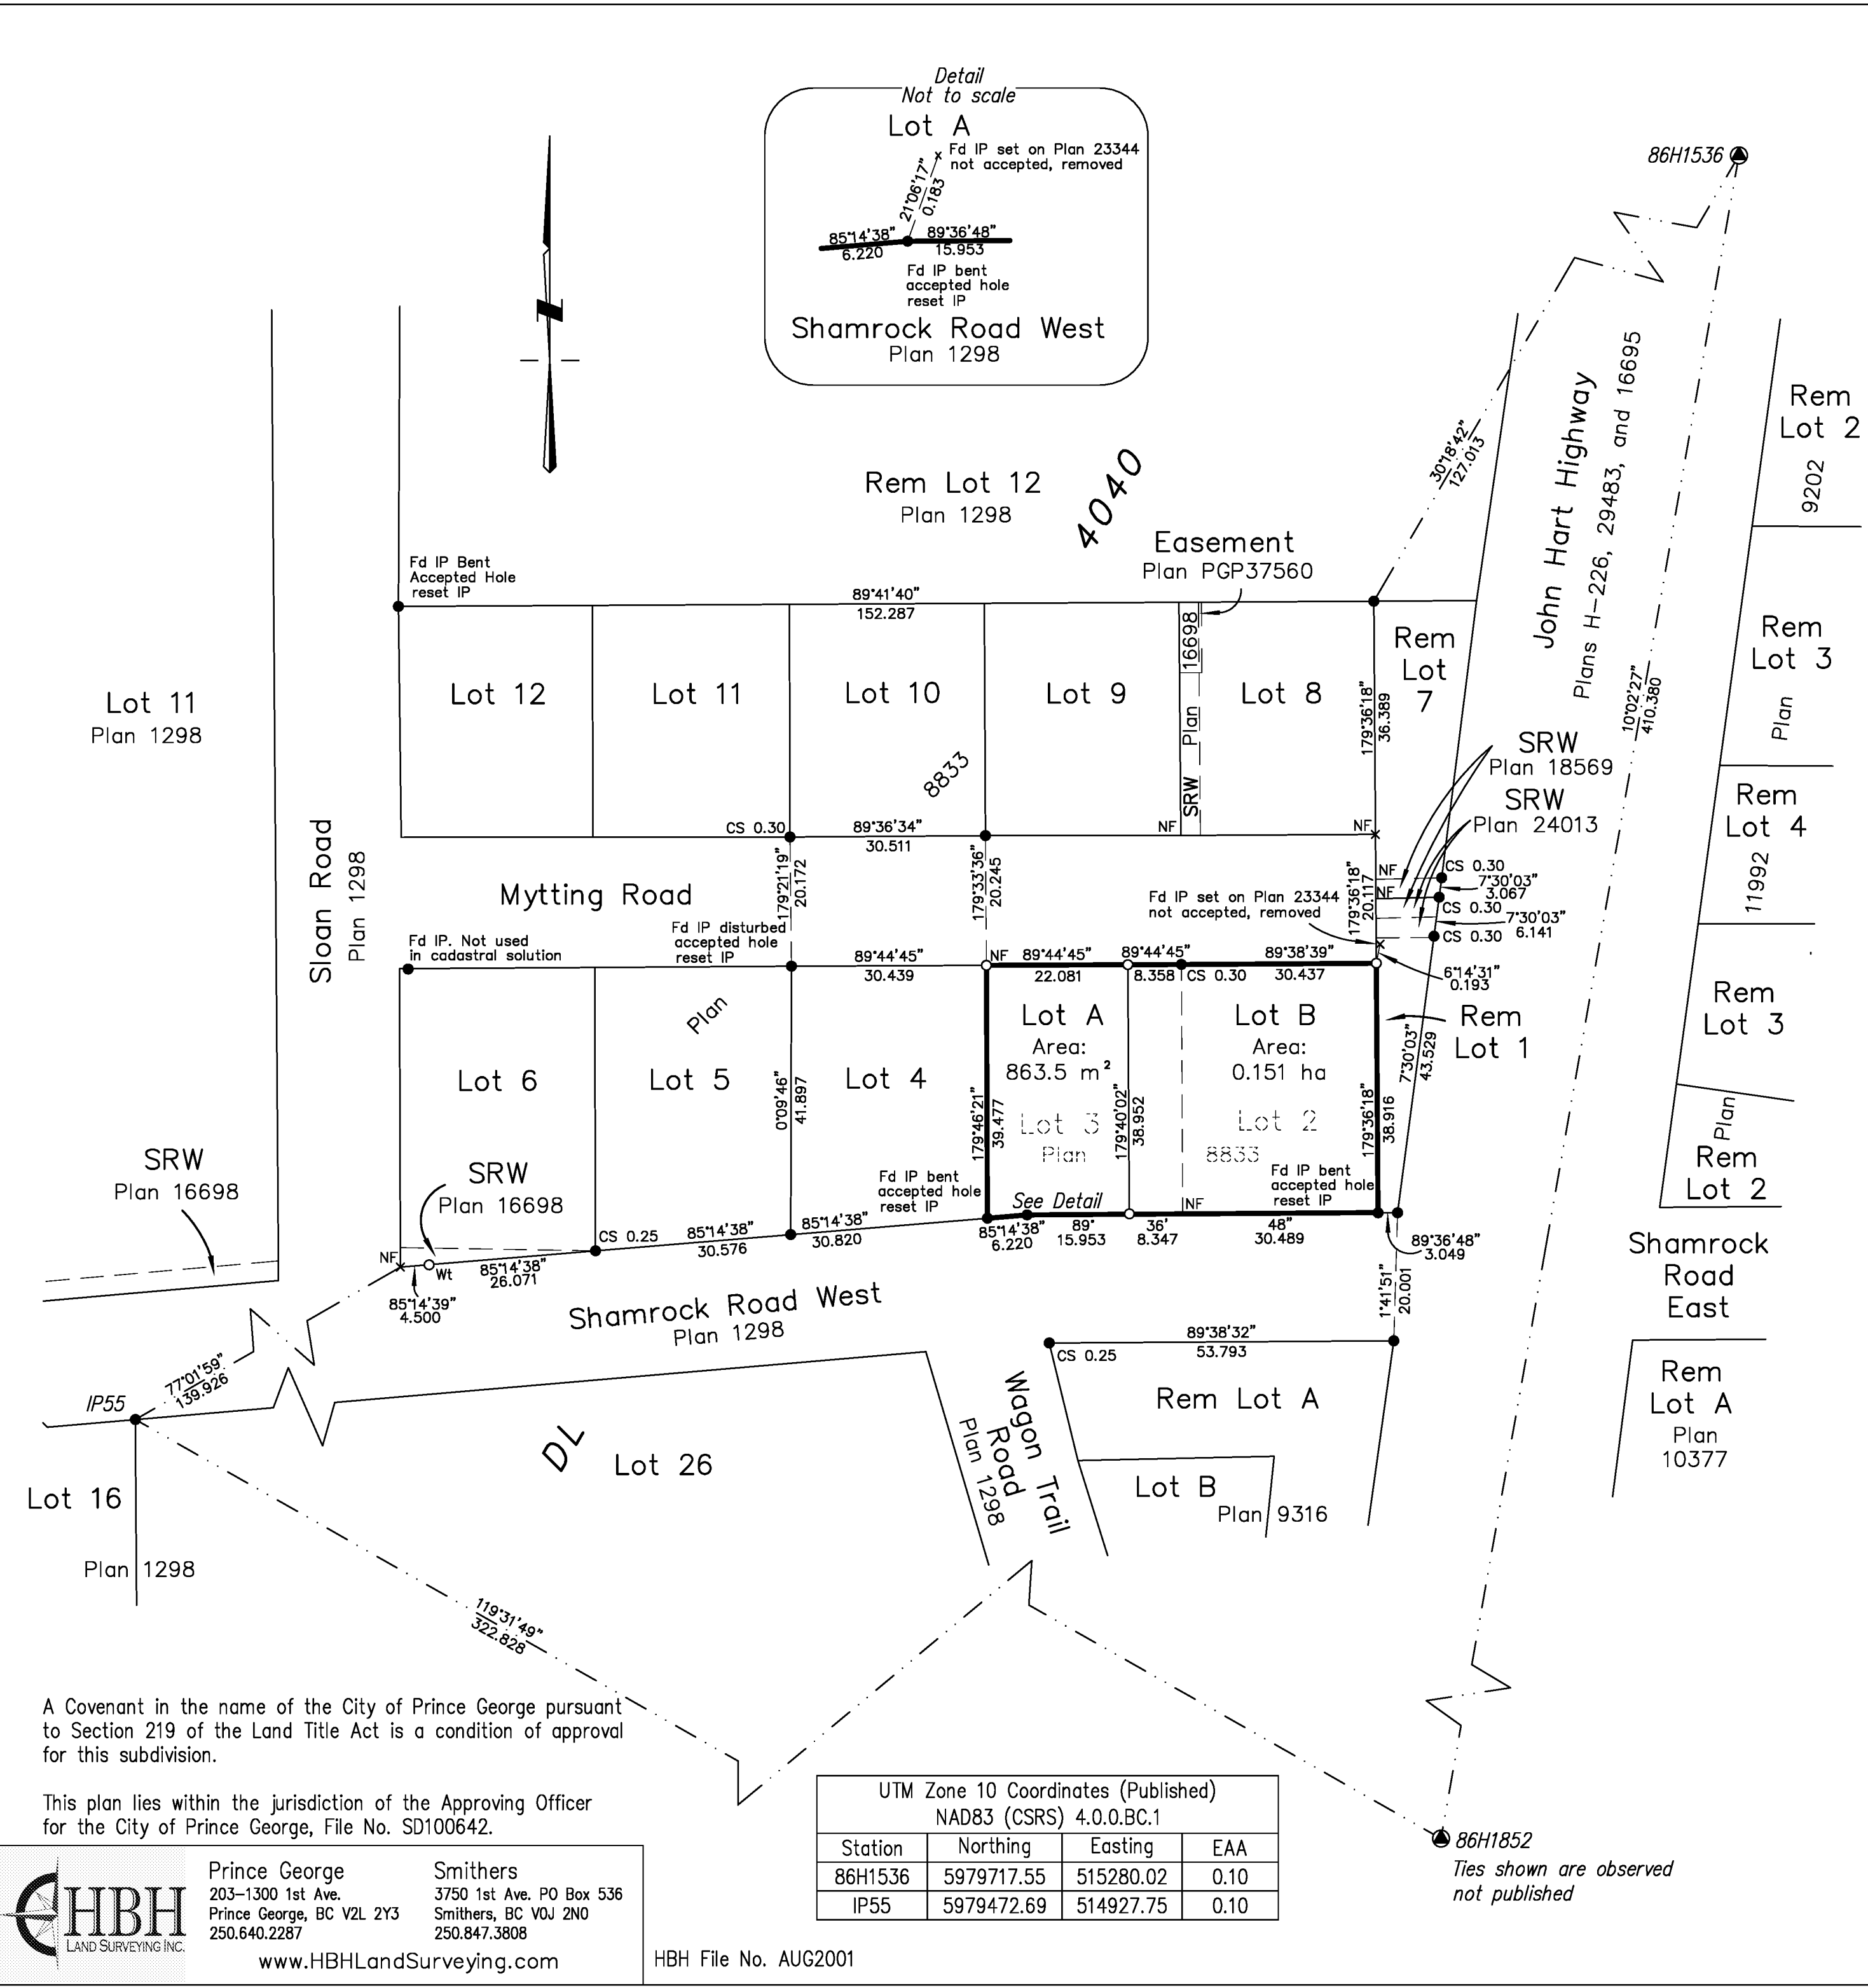 Detail
Not to scale
Lot A
Fd IP set on Plan 23344
not accepted, removed
21°06'17"
0.183
85°14'38"
6.220
89°36'48"
15.953
Fd IP bent
accepted hole
reset IP
Shamrock Road West
Plan 1298
86H1536
N
Rem Lot 12
Plan 1298
4040
Easement
Plan PGP37560
30°18'42"
127.013
John Hart Highway
Plans H-226, 29483, and 16695
10°02'27"
410.380
Rem
Lot 2
9202
Rem
Lot 3
Plan
Rem
Lot 4
11992
Rem
Lot 3
Plan
Rem
Lot 2
Fd IP Bent
Accepted Hole
reset IP
89°41'40"
152.287
Lot 11
Plan 1298
Sloan Road
Plan 1298
Lot 12
Lot 11
Lot 10
8833
Lot 9
SRW Plan 16698
Lot 8
179°36'18"
36.389
Rem
Lot
7
SRW
Plan 18569
SRW
Plan 24013
CS 0.30
89°36'34"
30.511
NF
NF
Mytting Road
179°21'19"
20.172
179°33'36"
20.245
179°36'18"
20.117
NF
NF
CS 0.30
7°30'03"
3.067
CS 0.30
7°30'03"
6.141
CS 0.30
Fd IP set on Plan 23344
not accepted, removed
6°14'31"
0.193
Fd IP. Not used
in cadastral solution
Fd IP disturbed
accepted hole
reset IP
89°44'45"
30.439
NF
89°44'45"
22.081
89°44'45"
8.358
CS 0.30
89°38'39"
30.437
Plan
Lot 6
Lot 5
Lot 4
0°09'46"
41.897
179°46'21"
39.477
Lot A
Area:
863.5 m²
Lot 3
Plan
179°40'02"
38.952
Lot B
Area:
0.151 ha
Lot 2
8833
179°36'18"
38.916
Rem
Lot 1
7°30'03"
43.529
Fd IP bent
accepted hole
reset IP
See Detail
Fd IP bent
accepted hole
reset IP
NF
SRW
Plan 16698
SRW
Plan 16698
NF
Wt
85°14'39"
4.500
85°14'38"
26.071
CS 0.25
85°14'38"
30.576
85°14'38"
30.820
85°14'38"
6.220
89° 36' 48"
15.953
8.347
30.489
89°36'48"
3.049
1°41'51"
20.001
Shamrock
Road
East
Shamrock Road West
Plan 1298
89°38'32"
53.793
CS 0.25
Rem Lot A
Lot B
Plan 9316
Rem
Lot A
Plan
10377
Wagon Trail
Road
Plan 1298
77°01'59"
139.926
IP55
DL
Lot 26
Lot 16
Plan 1298
119°31'49"
322.828
A Covenant in the name of the City of Prince George pursuant
to Section 219 of the Land Title Act is a condition of approval
for this subdivision.
This plan lies within the jurisdiction of the Approving Officer
for the City of Prince George, File No. SD100642.
UTM Zone 10 Coordinates (Published)
NAD83 (CSRS) 4.0.0.BC.1
Station Northing Easting EAA
86H1536 5979717.55 515280.02 0.10
IP55 5979472.69 514927.75 0.10
86H1852
Ties shown are observed
not published
HBH
LAND SURVEYING INC.
Prince George
203-1300 1st Ave.
Prince George, BC V2L 2Y3
250.640.2287
Smithers
3750 1st Ave. PO Box 536
Smithers, BC V0J 2N0
250.847.3808
www.HBHLandSurveying.com
HBH File No. AUG2001